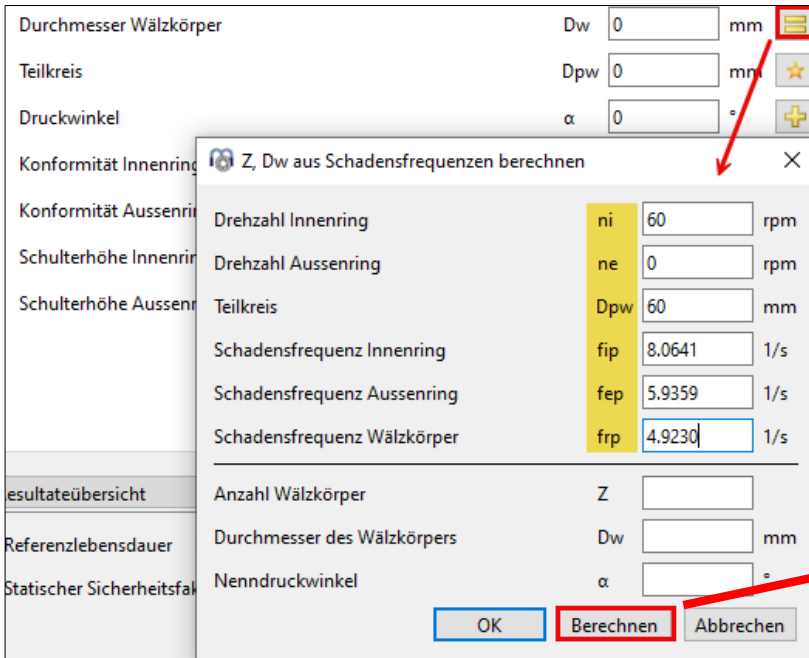 Durchmesser Wälzkörper Dw 0 mm
Teilkreis Dpw 0 mm
Druckwinkel α 0 °
Konformität Innenring
Z, Dw aus Schadensfrequenzen berechnen
Konformität Aussenrin
Drehzahl Innenring ni 60 rpm
Schulterhöhe Innenrin
Drehzahl Aussenring ne 0 rpm
Schulterhöhe Aussenr
Teilkreis Dpw 60 mm
Schadensfrequenz Innenring fip 8.0641 1/s
Schadensfrequenz Aussenring fep 5.9359 1/s
Schadensfrequenz Wälzkörper frp 4.9230 1/s
esultateübersicht
Anzahl Wälzkörper Z
Referenzlebensdauer
Durchmesser des Wälzkörpers Dw mm
Statischer Sicherheitsfak
Nenndruckwinkel α °
OK Berechnen Abbrechen